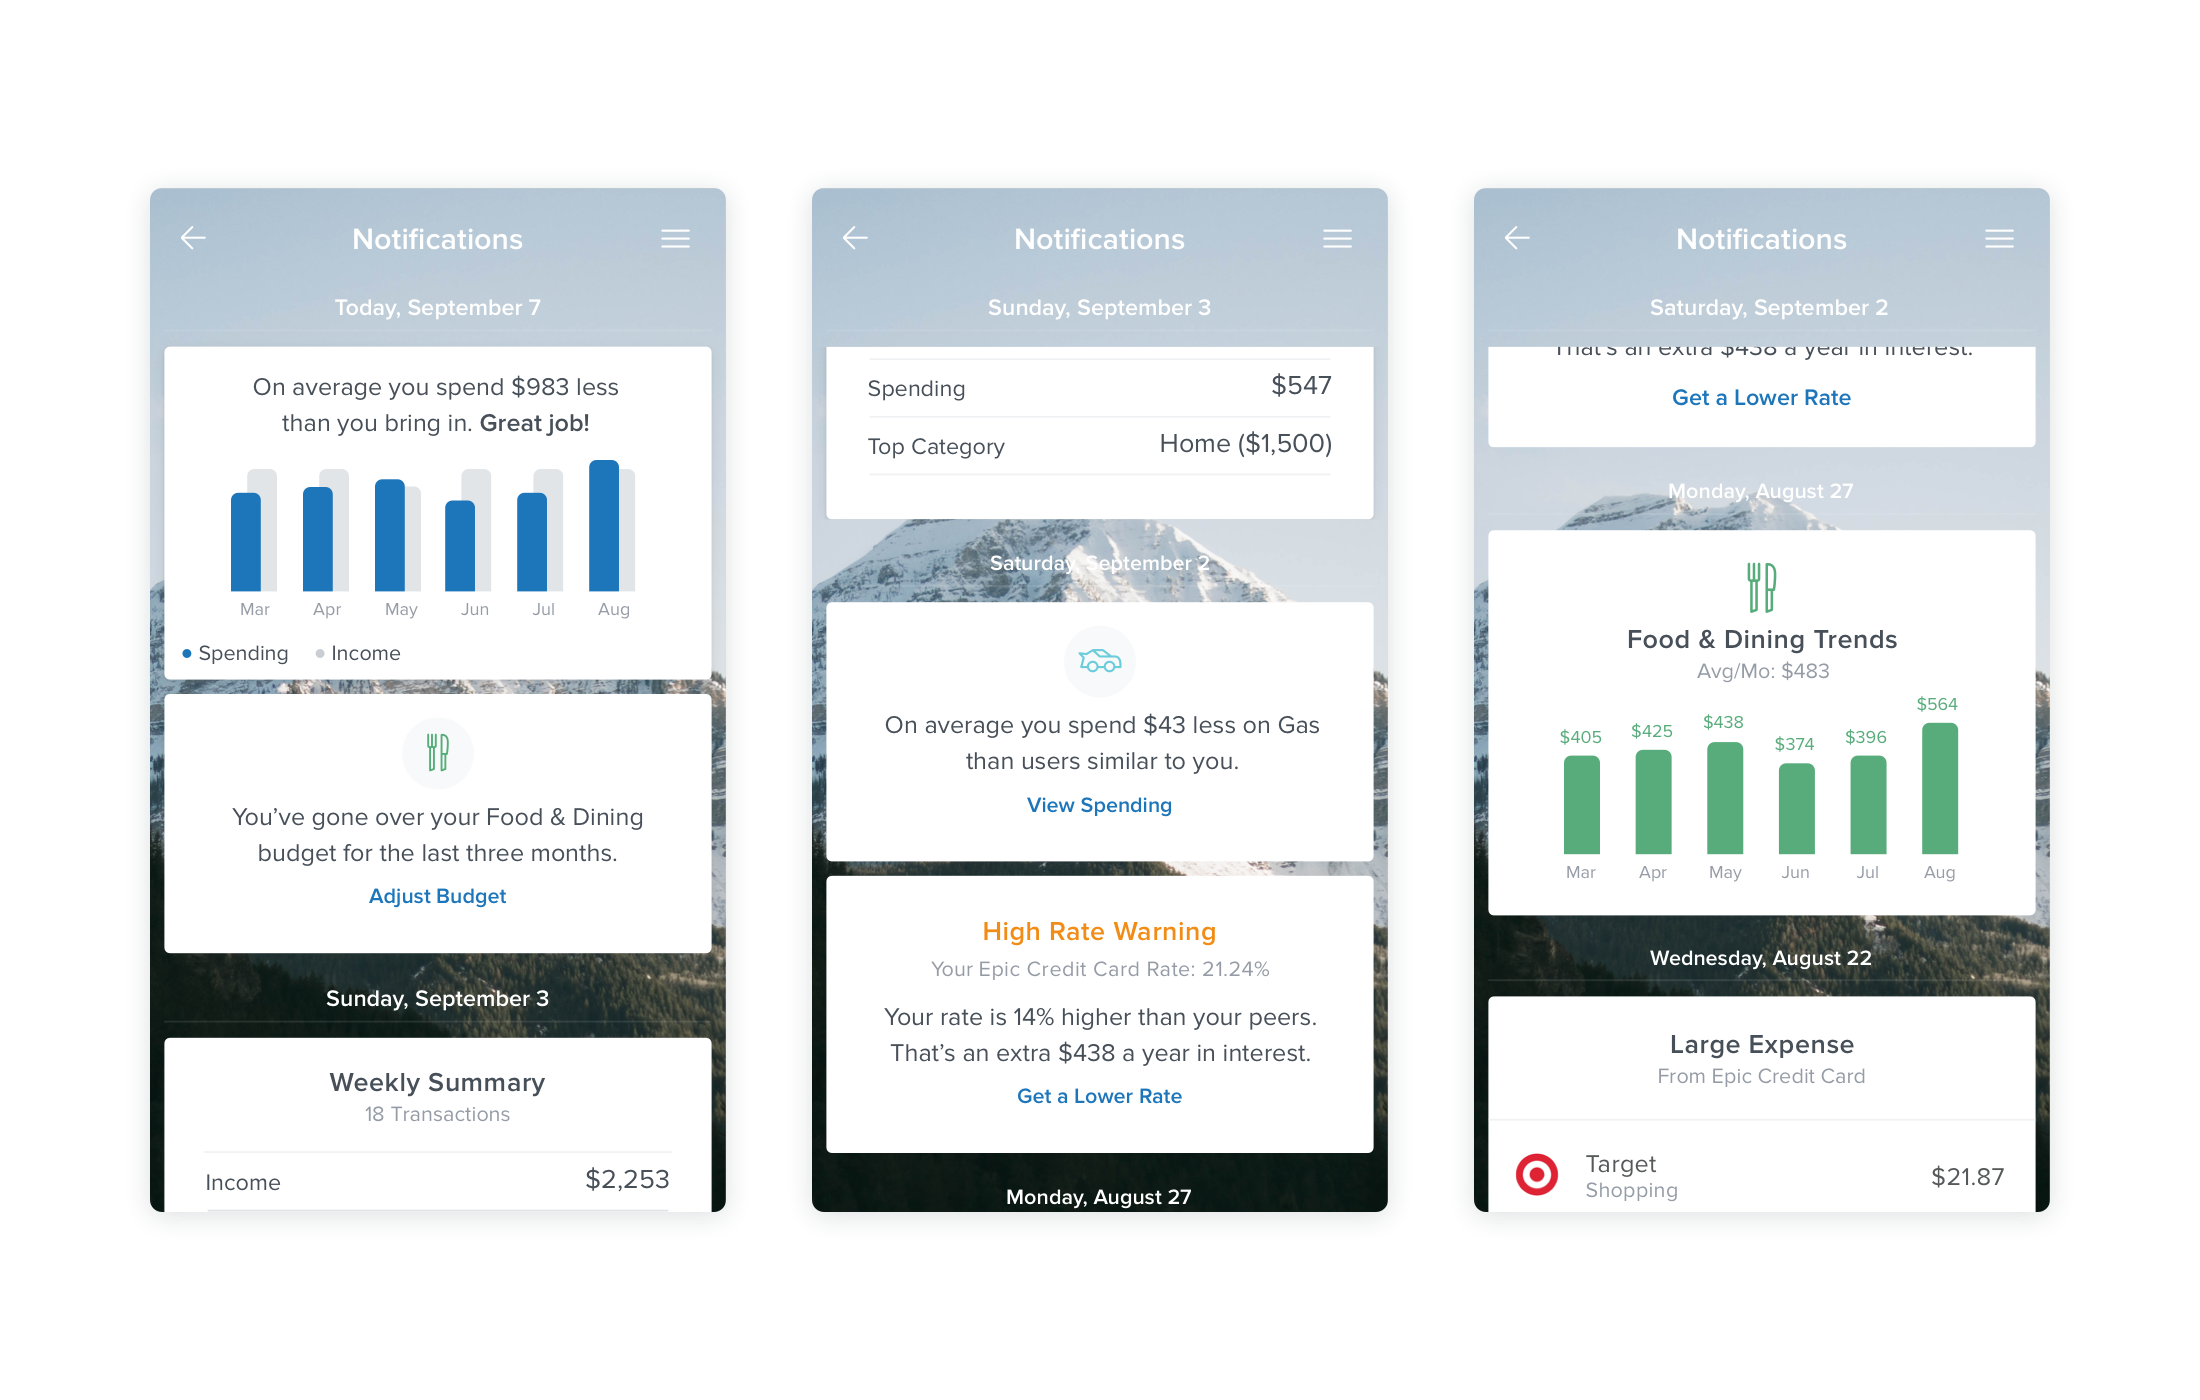 Notifications
Today, September 7
On average you spend $983 less
than you bring in. Great job!
Mar Apr May Jun Jul Aug
Spending Income
You've gone over your Food & Dining
budget for the last three months.
Adjust Budget
Sunday, September 3
Weekly Summary
18 Transactions
Income $2,253
Notifications
Sunday, September 3
Spending $547
Top Category Home ($1,500)
Saturday, September 2
On average you spend $43 less on Gas
than users similar to you.
View Spending
High Rate Warning
Your Epic Credit Card Rate: 21.24%
Your rate is 14% higher than your peers.
That's an extra $438 a year in interest.
Get a Lower Rate
Monday, August 27
Notifications
Saturday, September 2
That's an extra $438 a year in interest.
Get a Lower Rate
Monday, August 27
Food & Dining Trends
Avg/Mo: $483
$405 $425 $438 $374 $396 $564
Mar Apr May Jun Jul Aug
Wednesday, August 22
Large Expense
From Epic Credit Card
Target $21.87
Shopping